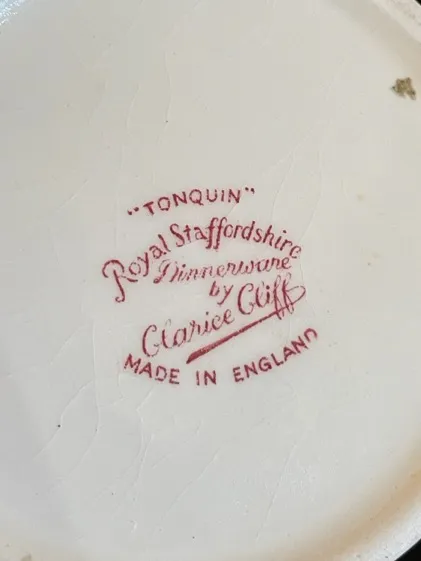 "TONQUIN"
Royal Staffordshire
Dinnerware
by
Clarice Cliff
MADE IN ENGLAND